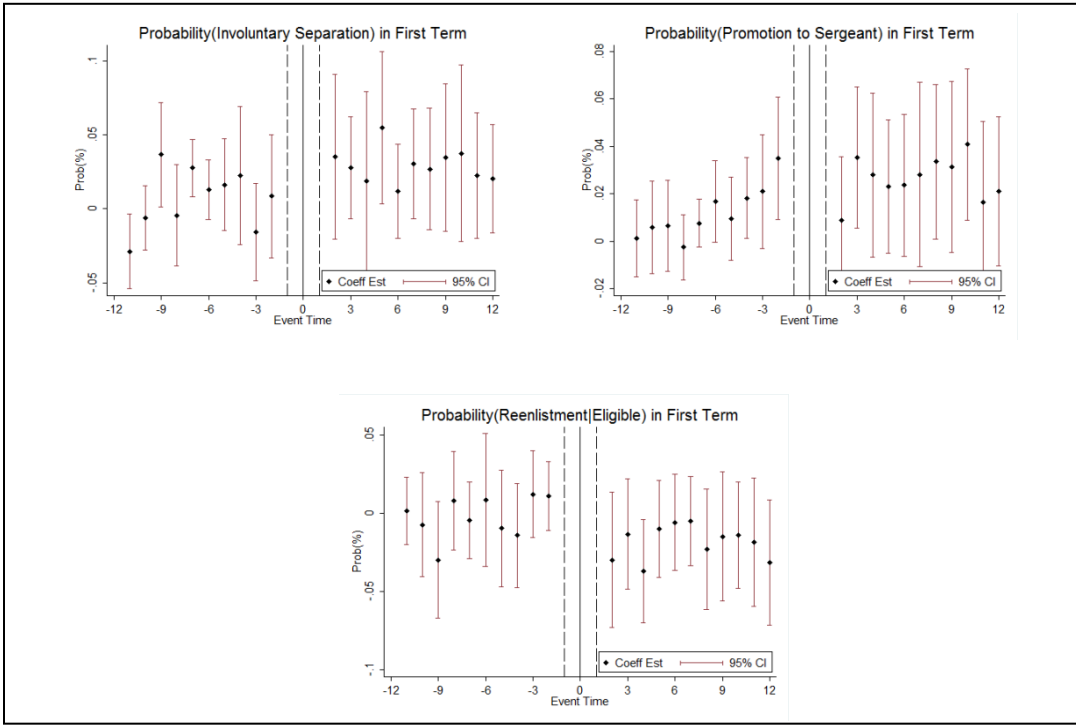 Probability(Involuntary Separation) in First Term
Prob(%)
.1
.05
0
-.05
Coeff Est 95% CI
-12 -9 -6 -3 0 3 6 9 12
Event Time
Probability(Promotion to Sergeant) in First Term
Prob(%)
.08
.06
.04
.02
0
-.02
Coeff Est 95% CI
-12 -9 -6 -3 0 3 6 9 12
Event Time
Probability(Reenlistment|Eligible) in First Term
Prob(%)
.05
0
-.05
-.1
Coeff Est 95% CI
-12 -9 -6 -3 0 3 6 9 12
Event Time